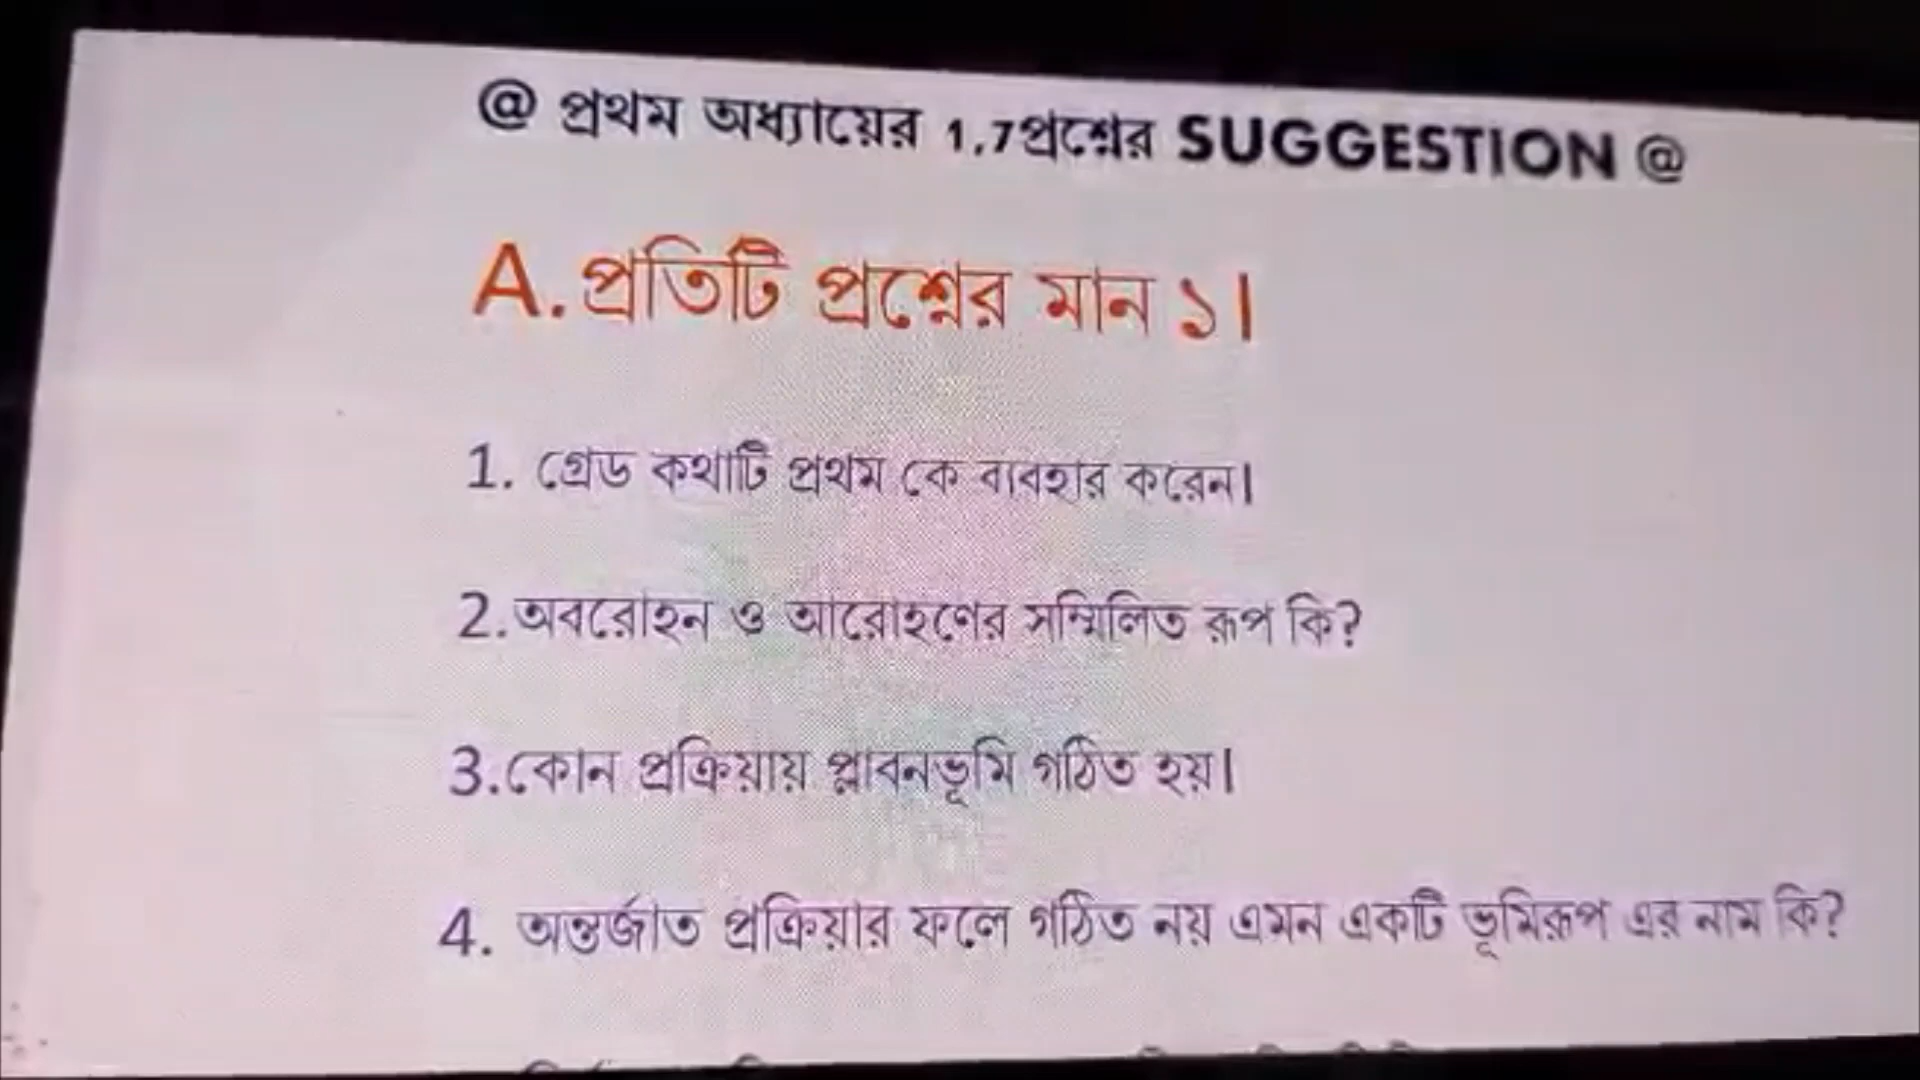 @ প্রথম অধ্যায়ের 1,7প্রশ্নের SUGGESTION @
A.প্রতিটি প্রশ্নের মান ১।
1. গ্রেড কথাটি প্রথম কে ব্যবহার করেন।
2.অবরোহন ও আরোহণের সম্মিলিত রূপ কি?
3.কোন প্রক্রিয়ায় প্লাবনভূমি গঠিত হয়।
4. অন্তর্জাত প্রক্রিয়ার ফলে গঠিত নয় এমন একটি ভূমিরূপ এর নাম কি?